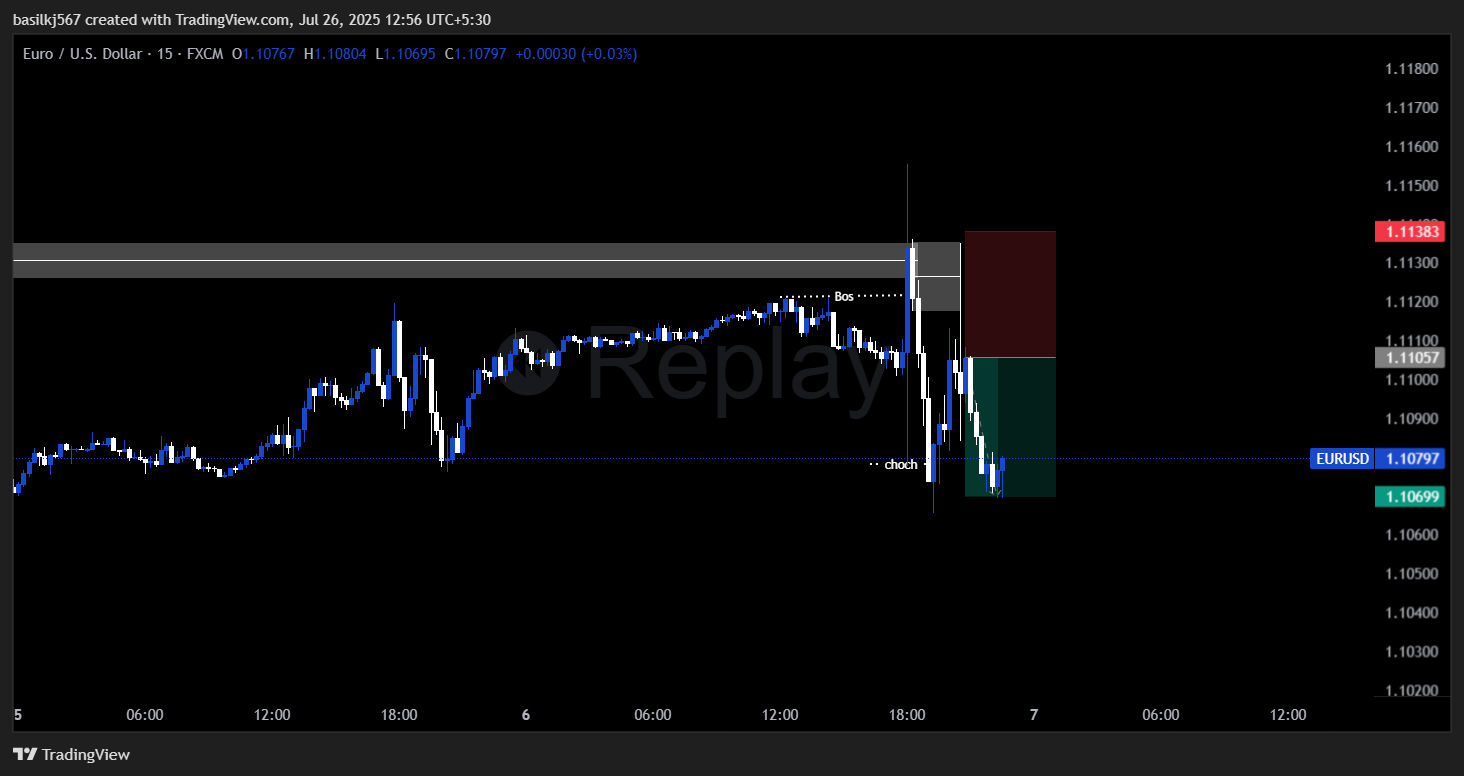 basilkj567 created with TradingView.com, Jul 26, 2025 12:56 UTC+5:30
Euro / U.S. Dollar · 15 · FXCM O1.10767 H1.10804 L1.10695 C1.10797 +0.00030 (+0.03%)
1.11800
1.11700
1.11600
1.11500
1.11383
1.11300
Bos
1.11200
1.11100
Replay
1.11057
1.11000
1.10900
choch
EURUSD 1.10797
1.10699
1.10600
1.10500
1.10400
1.10300
1.10200
5 06:00 12:00 18:00 6 06:00 12:00 18:00 7 06:00 12:00
TradingView